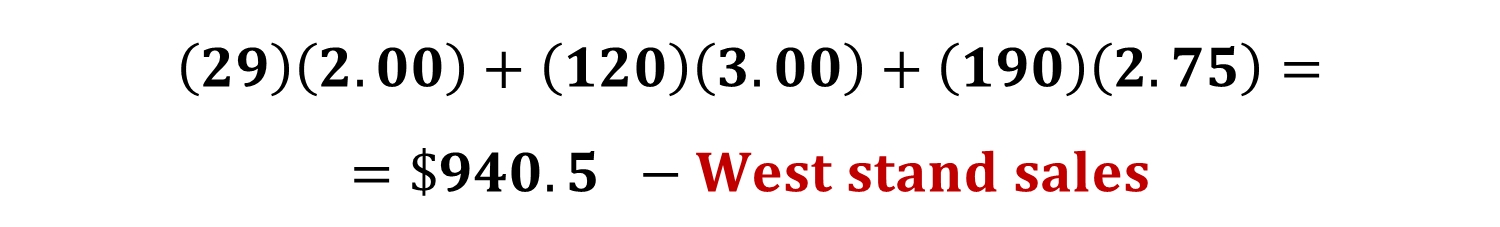 (29)(2.00) + (120)(3.00) + (190)(2.75) =
= $940.5 − West stand sales